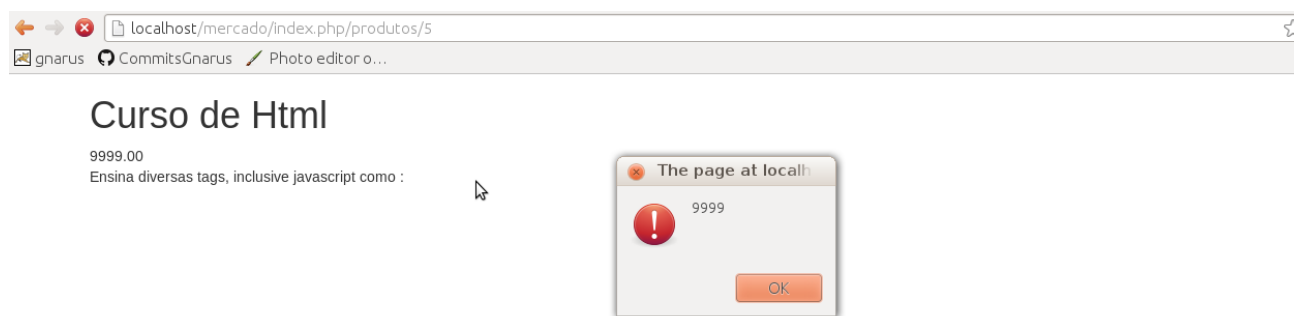 localhost/mercado/index.php/produtos/5
gnarus CommitsGnarus Photo editor o...
Curso de Html
9999.00
Ensina diversas tags, inclusive javascript como :
The page at localh
9999
OK